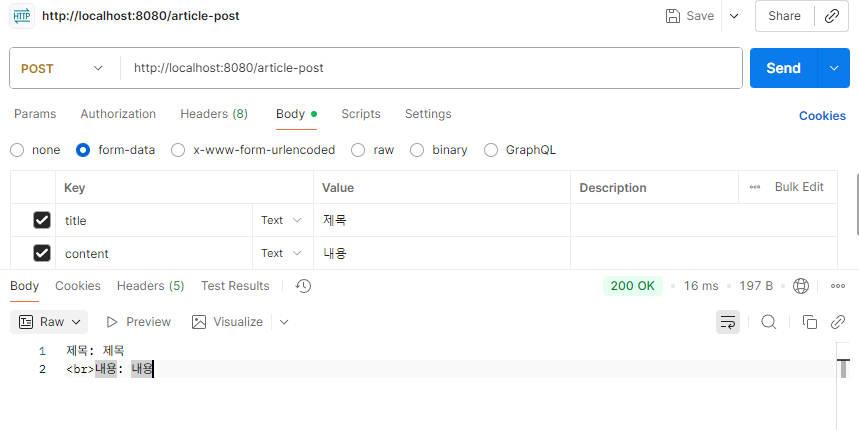 HTTP http://localhost:8080/article-post Save Share
POST http://localhost:8080/article-post Send
Params Authorization Headers (8) Body Scripts Settings Cookies
none form-data x-www-form-urlencoded raw binary GraphQL
Key Value Description Bulk Edit
title Text 제목
content Text 내용
Body Cookies Headers (5) Test Results 200 OK 16 ms 197 B
Raw Preview Visualize
1 제목: 제목
2 <br>내용: 내용